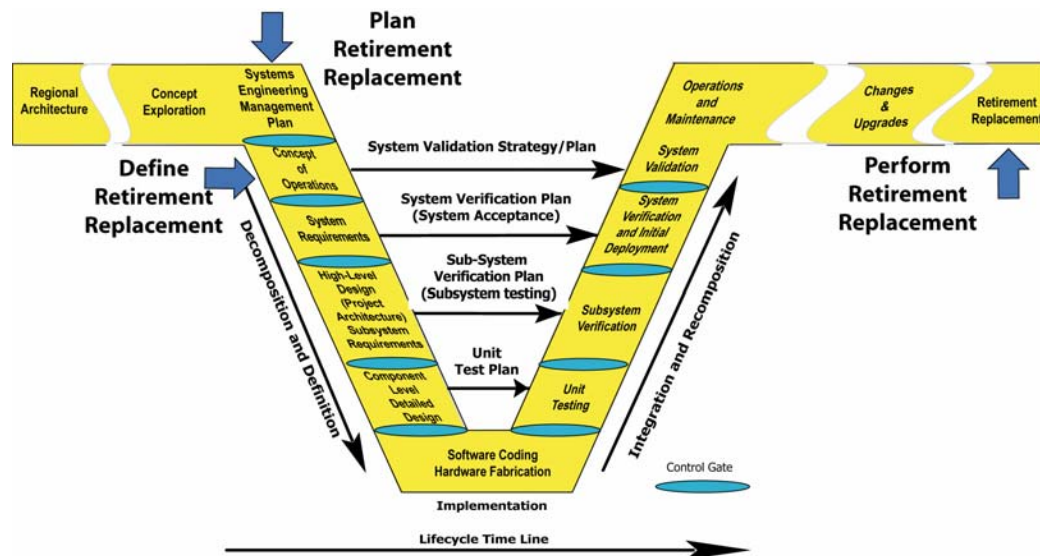 Plan
Retirement
Replacement
Regional
Architecture
Concept
Exploration
Systems
Engineering
Management
Plan
Operations
and
Maintenance
Changes
&
Upgrades
Retirement
Replacement
Define
Retirement
Replacement
Concept
of
Operations
System Validation Strategy/Plan
System
Validation
Perform
Retirement
Replacement
System
Requirements
System Verification Plan
(System Acceptance)
System
Verification
and Initial
Deployment
High-Level
Design
(Project
Architecture)
Subsystem
Requirements
Sub-System
Verification Plan
(Subsystem testing)
Subsystem
Verification
Component
Level
Detailed
Design
Unit
Test Plan
Unit
Testing
Decomposition and Definition
Integration and Recomposition
Software Coding
Hardware Fabrication
Implementation
Control Gate
Lifecycle Time Line